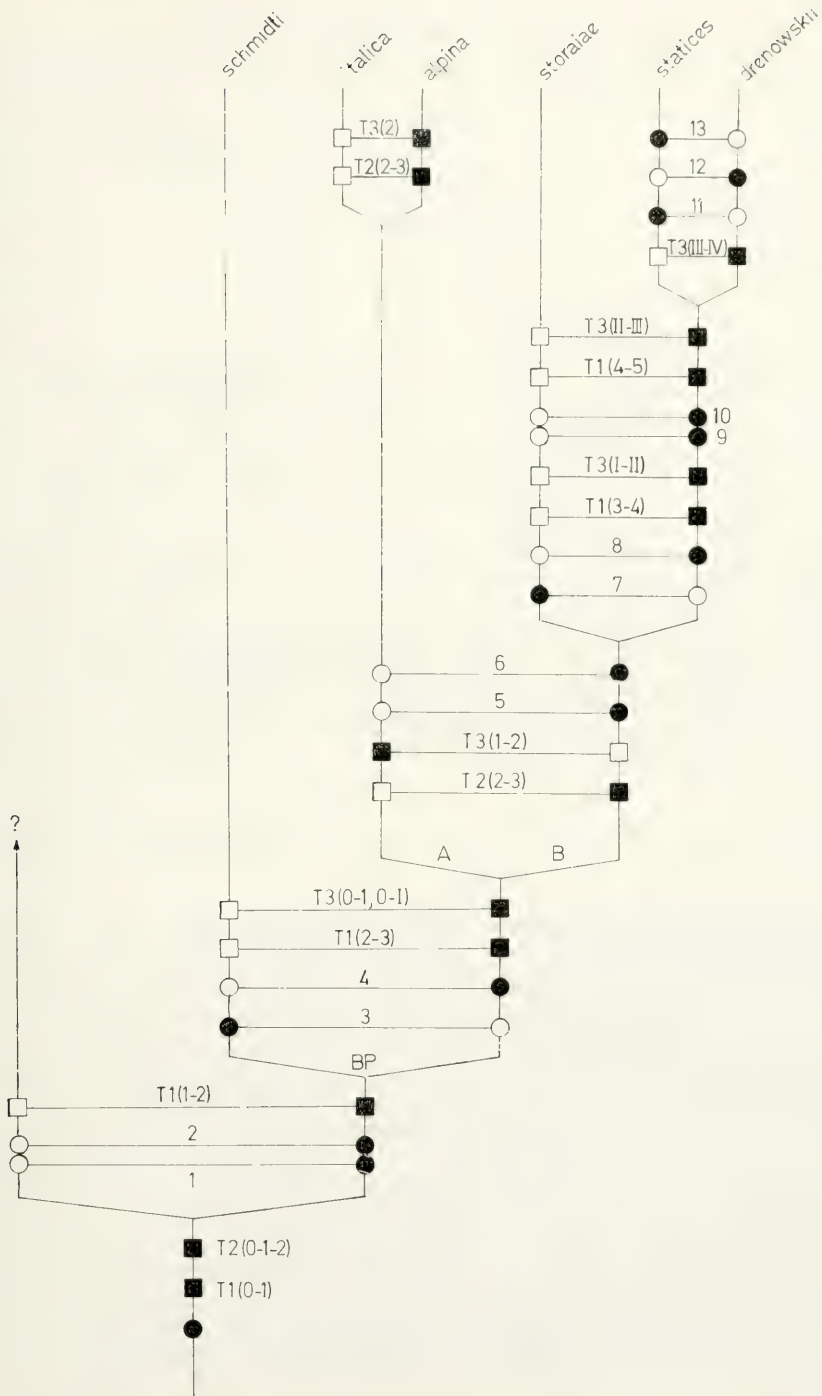 schmidti
italica
alpina
storaiae
statices
drenowskii
T3(2)
13
T2(2-3)
12
11
T3(III-IV)
T3(II-III)
T1(4-5)
10
9
T3(I-II)
T1(3-4)
8
7
6
5
T3(1-2)
T2(2-3)
?
A
B
T3(0-1,0-I)
T1(2-3)
4
3
BP
T1(1-2)
2
1
T2(0-1-2)
T1(0-1)